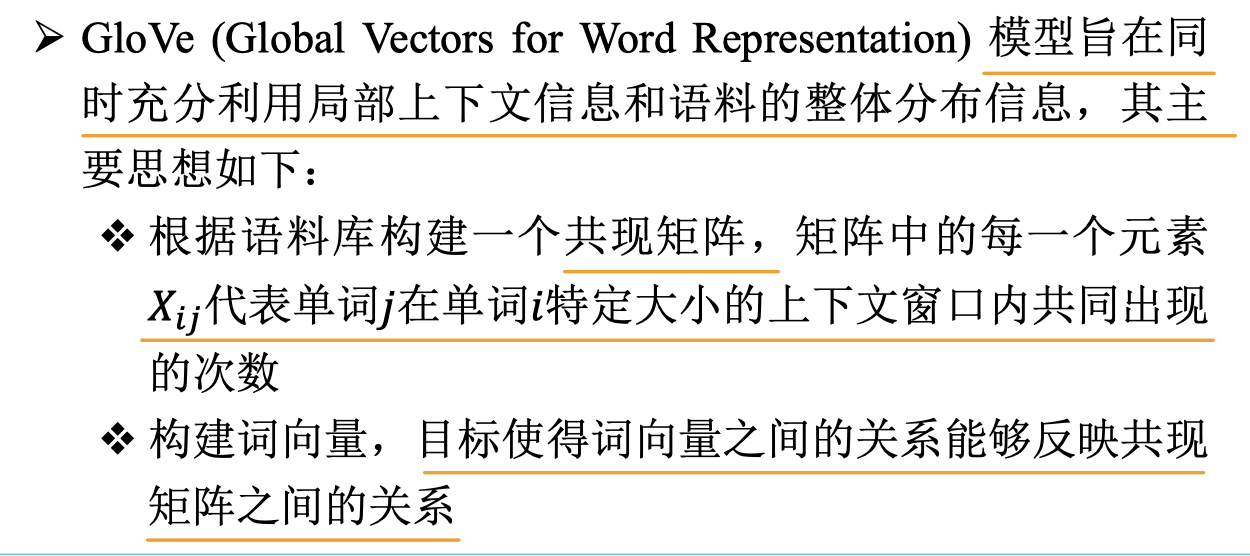 ➢ GloVe (Global Vectors for Word Representation) 模型旨在同
时充分利用局部上下文信息和语料的整体分布信息，其主
要思想如下：
❖ 根据语料库构建一个共现矩阵，矩阵中的每一个元素
X_{ij}代表单词j在单词i特定大小的上下文窗口内共同出现
的次数
❖ 构建词向量，目标使得词向量之间的关系能够反映共现
矩阵之间的关系